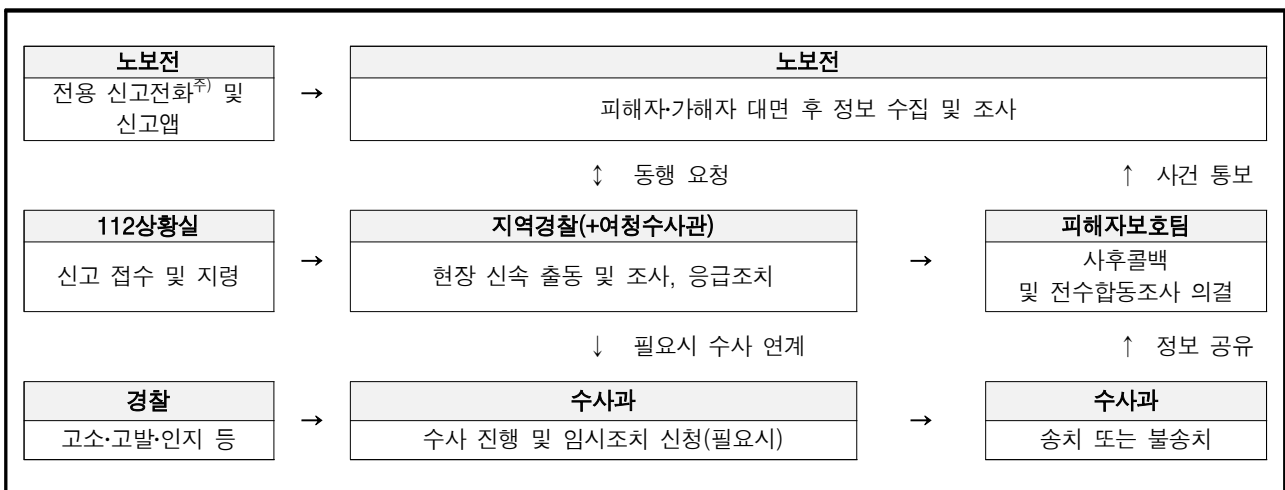 노보전
전용 신고전화주) 및
신고앱
→
노보전
피해자·가해자 대면 후 정보 수집 및 조사
↕ 동행 요청
↑ 사건 통보
112상황실
신고 접수 및 지령
→
지역경찰(+여청수사관)
현장 신속 출동 및 조사, 응급조치
→
피해자보호팀
사후콜백
및 전수합동조사 의결
↓ 필요시 수사 연계
↑ 정보 공유
경찰
고소·고발·인지 등
→
수사과
수사 진행 및 임시조치 신청(필요시)
→
수사과
송치 또는 불송치